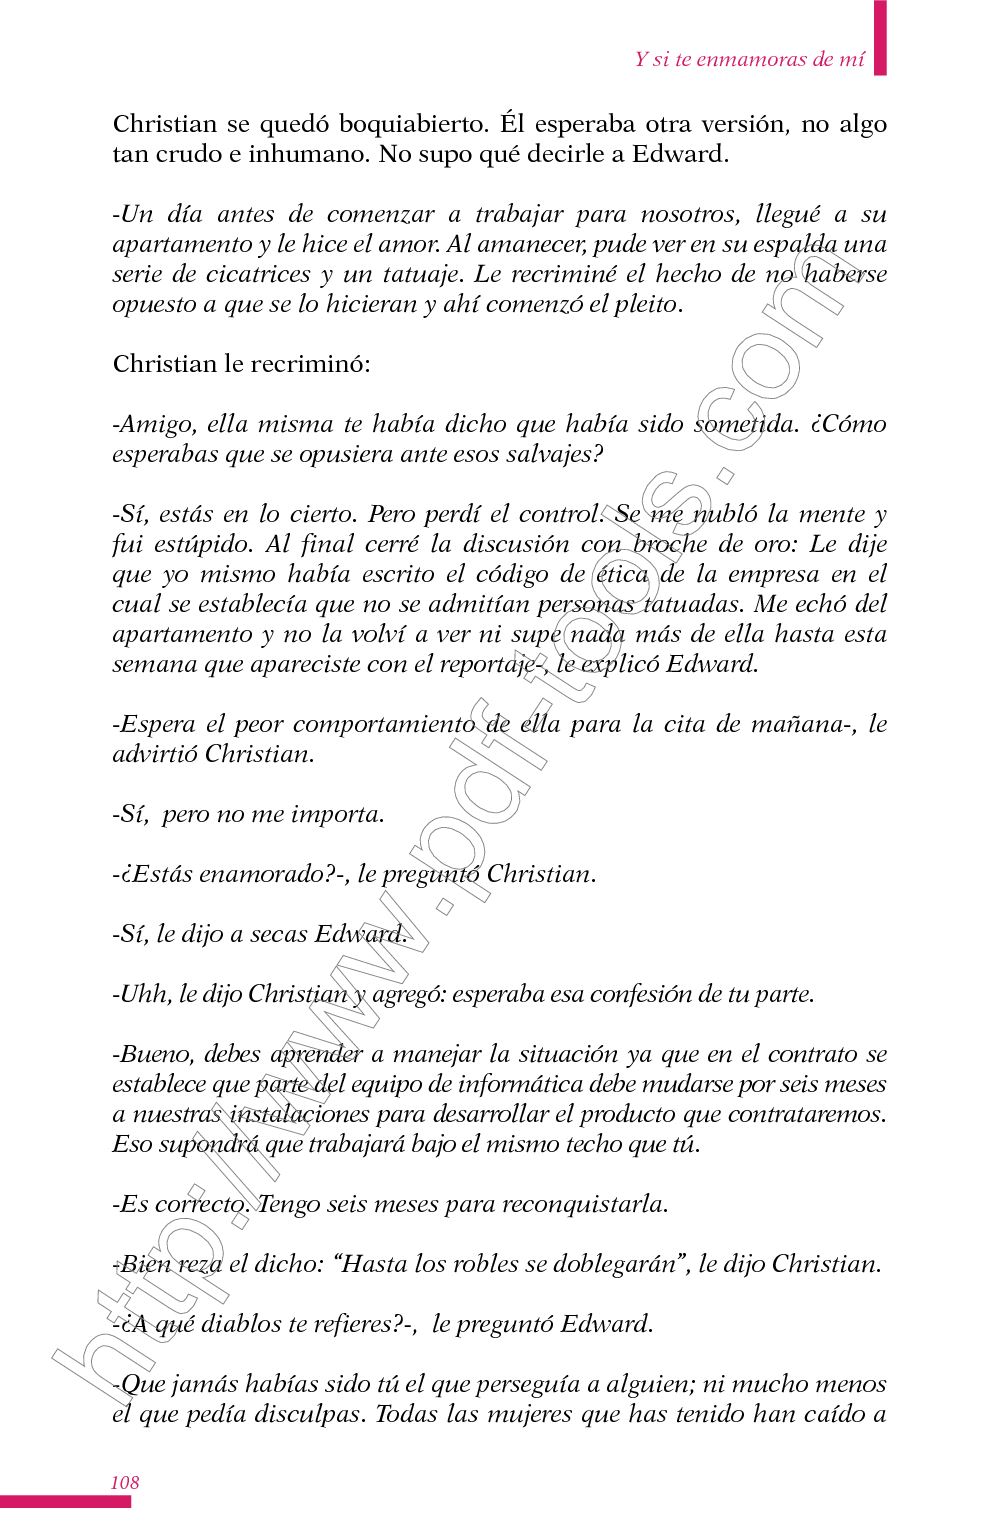 Y si te enmamoras de mí
Christian se quedó boquiabierto. Él esperaba otra versión, no algo
tan crudo e inhumano. No supo qué decirle a Edward.
-Un día antes de comenzar a trabajar para nosotros, llegué a su
apartamento y le hice el amor. Al amanecer, pude ver en su espalda una
serie de cicatrices y un tatuaje. Le recriminé el hecho de no haberse
opuesto a que se lo hicieran y ahí comenzó el pleito.
Christian le recriminó:
-Amigo, ella misma te había dicho que había sido sometida. ¿Cómo
esperabas que se opusiera ante esos salvajes?
-Sí, estás en lo cierto. Pero perdí el control. Se me nubló la mente y
fui estúpido. Al final cerré la discusión con broche de oro: Le dije
que yo mismo había escrito el código de ética de la empresa en el
cual se establecía que no se admitían personas tatuadas. Me echó del
apartamento y no la volví a ver ni supe nada más de ella hasta esta
semana que apareciste con el reportaje-, le explicó Edward.
-Espera el peor comportamiento de ella para la cita de mañana-, le
advirtió Christian.
-Sí,  pero no me importa.
-¿Estás enamorado?-, le preguntó Christian.
-Sí, le dijo a secas Edward.
-Uhh, le dijo Christian y agregó: esperaba esa confesión de tu parte.
-Bueno, debes aprender a manejar la situación ya que en el contrato se
establece que parte del equipo de informática debe mudarse por seis meses
a nuestras instalaciones para desarrollar el producto que contrataremos.
Eso supondrá que trabajará bajo el mismo techo que tú.
-Es correcto. Tengo seis meses para reconquistarla.
-Bien reza el dicho: “Hasta los robles se doblegarán”, le dijo Christian.
-¿A qué diablos te refieres?-,  le preguntó Edward.
-Que jamás habías sido tú el que perseguía a alguien; ni mucho menos
el que pedía disculpas. Todas las mujeres que has tenido han caído a
108
http://www.pdf-tools.com